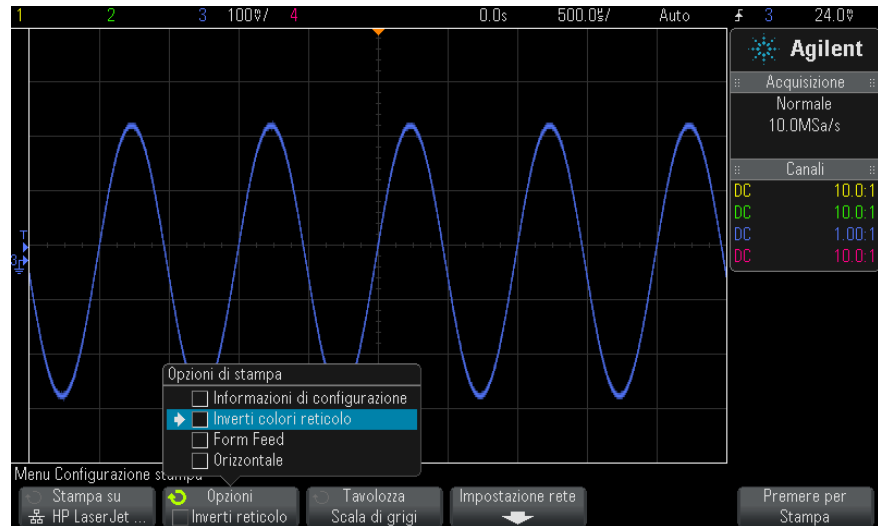 1 2 3 100♉/ 4 0.0s 500.0㎲/ Auto 3 24.0♉
Agilent
Acquisizione
Normale
10.0MSa/s
Canali
DC 10.0:1
DC 10.0:1
DC 1.00:1
DC 10.0:1
T
3
Opzioni di stampa
Informazioni di configurazione
Inverti colori reticolo
Form Feed
Orizzontale
Menu Configurazione stampa
Stampa su
HP LaserJet ...
Opzioni
Inverti reticolo
Tavolozza
Scala di grigi
Impostazione rete
Premere per
Stampa